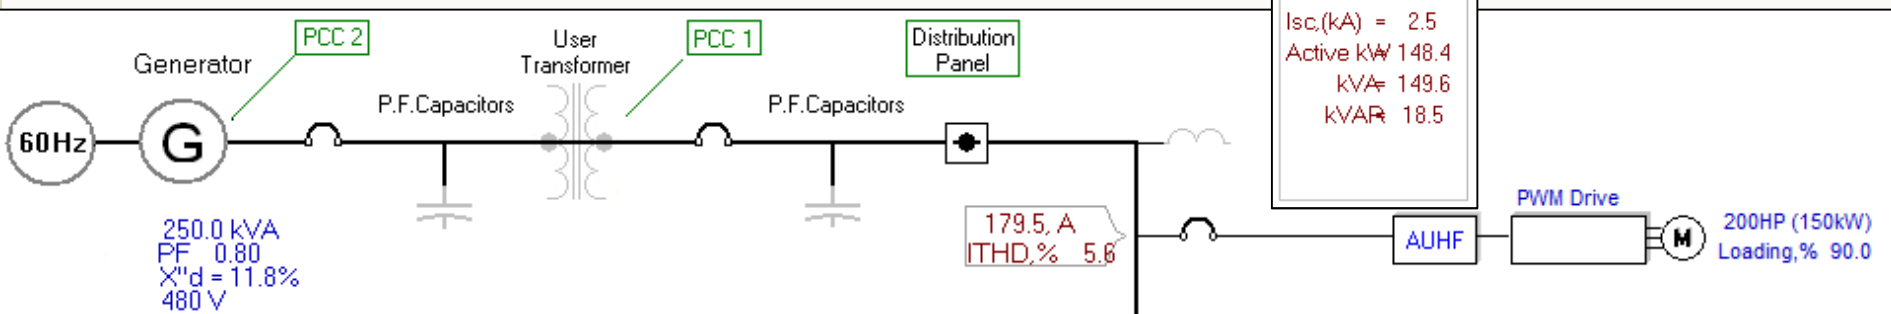 60Hz
G
Generator
PCC 2
250.0 kVA
PF 0.80
X"d = 11.8%
480 V
P.F.Capacitors
User
Transformer
PCC 1
P.F.Capacitors
Distribution
Panel
179.5, A
ITHD,% 5.6
Isc,(kA) = 2.5
Active kW 148.4
kVA= 149.6
kVAR= 18.5
AUHF
PWM Drive
M
200HP (150kW)
Loading,% 90.0